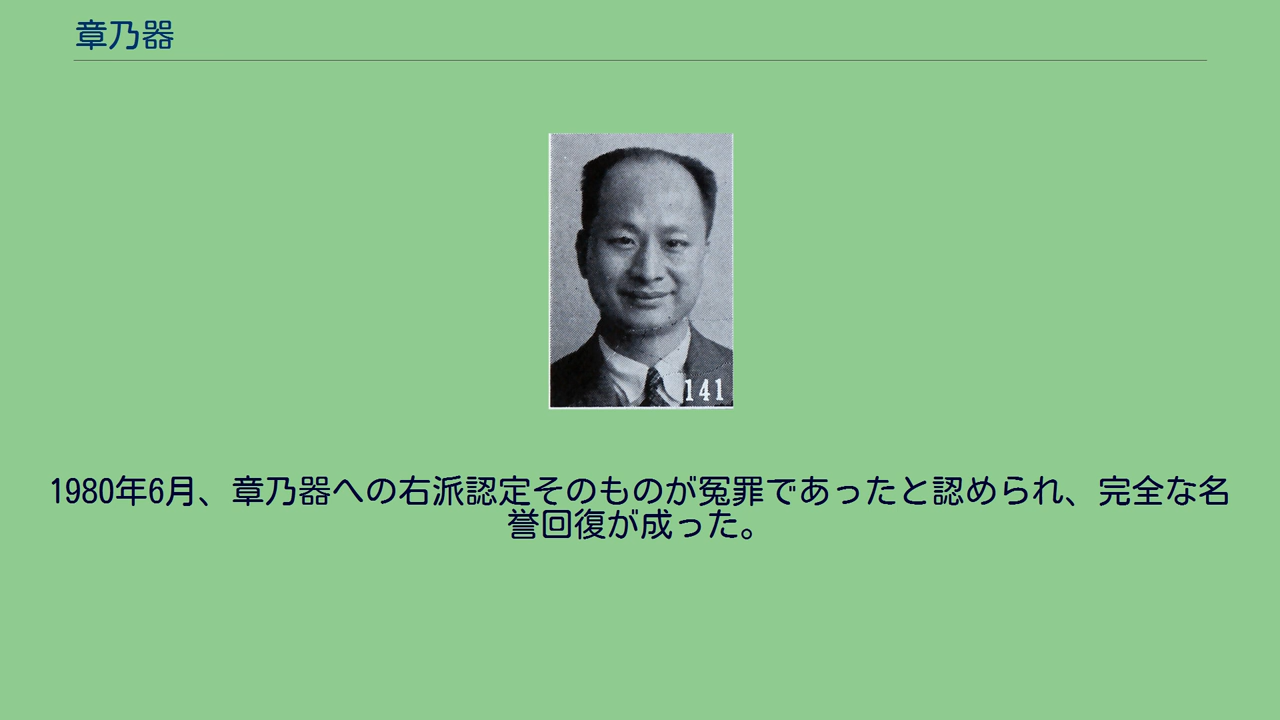 章乃器
141
1980年6月、章乃器への右派認定そのものが冤罪であったと認められ、完全な名
誉回復が成った。